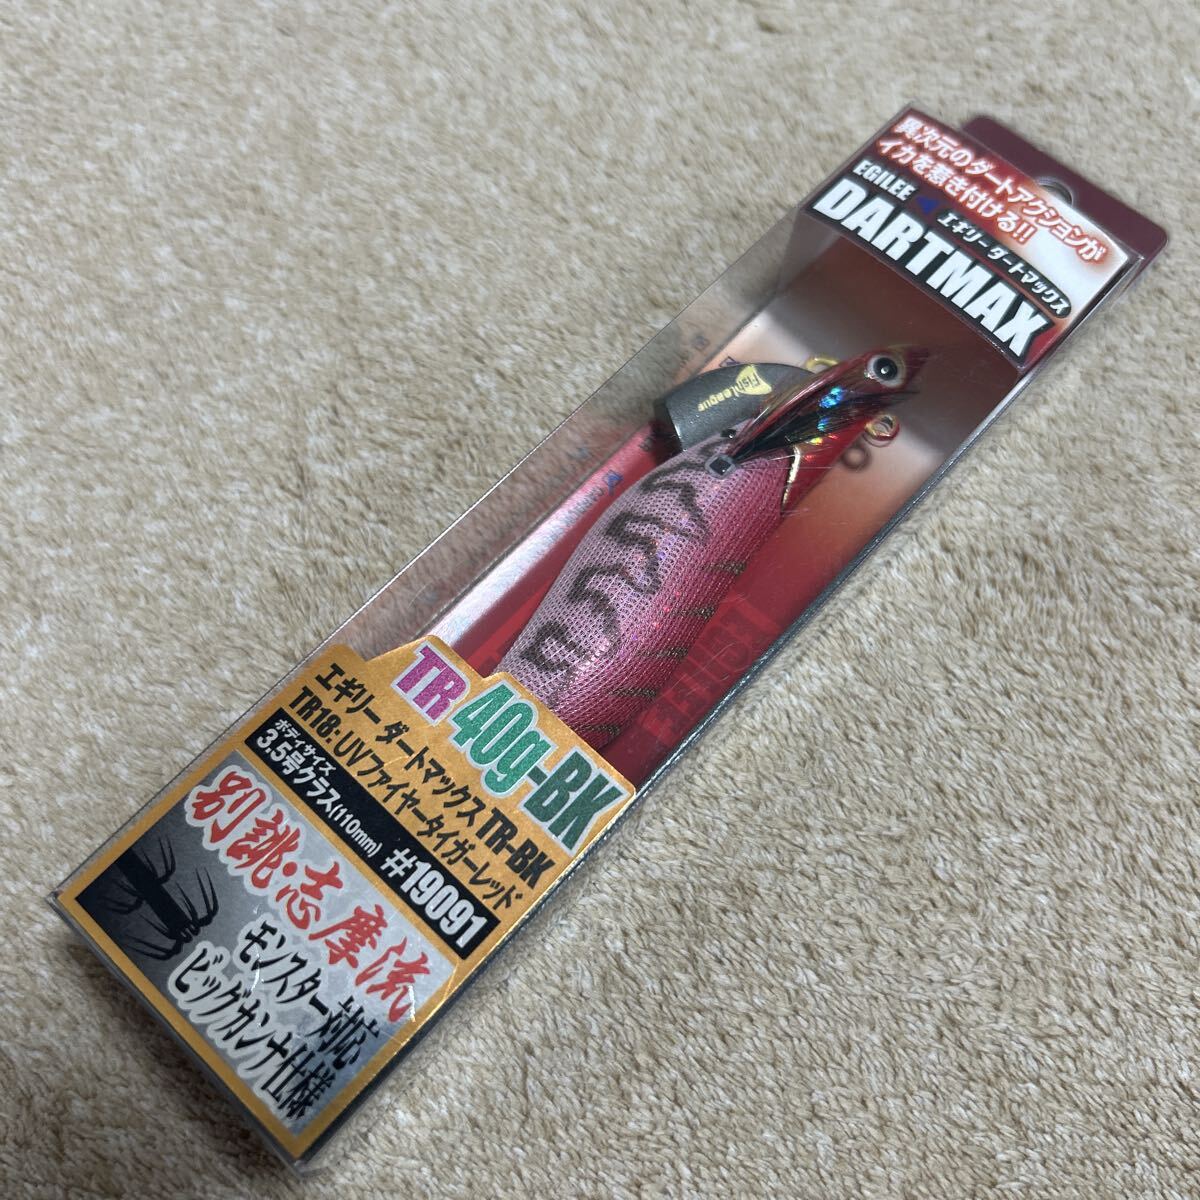 異次元のダートアクションが
イカを惹き付ける!!
EGILEE
エギリー ダートマックス
DARTMAX
FishLeague
EGILEE
TR 40g-BK
エギリー ダートマックス TR-BK
TR18:UVファイヤータイガーレッド
ボディサイズ
3.5号クラス(110mm) #19091
別誂·志摩流
モンスター対応
ビッグカンナ仕様